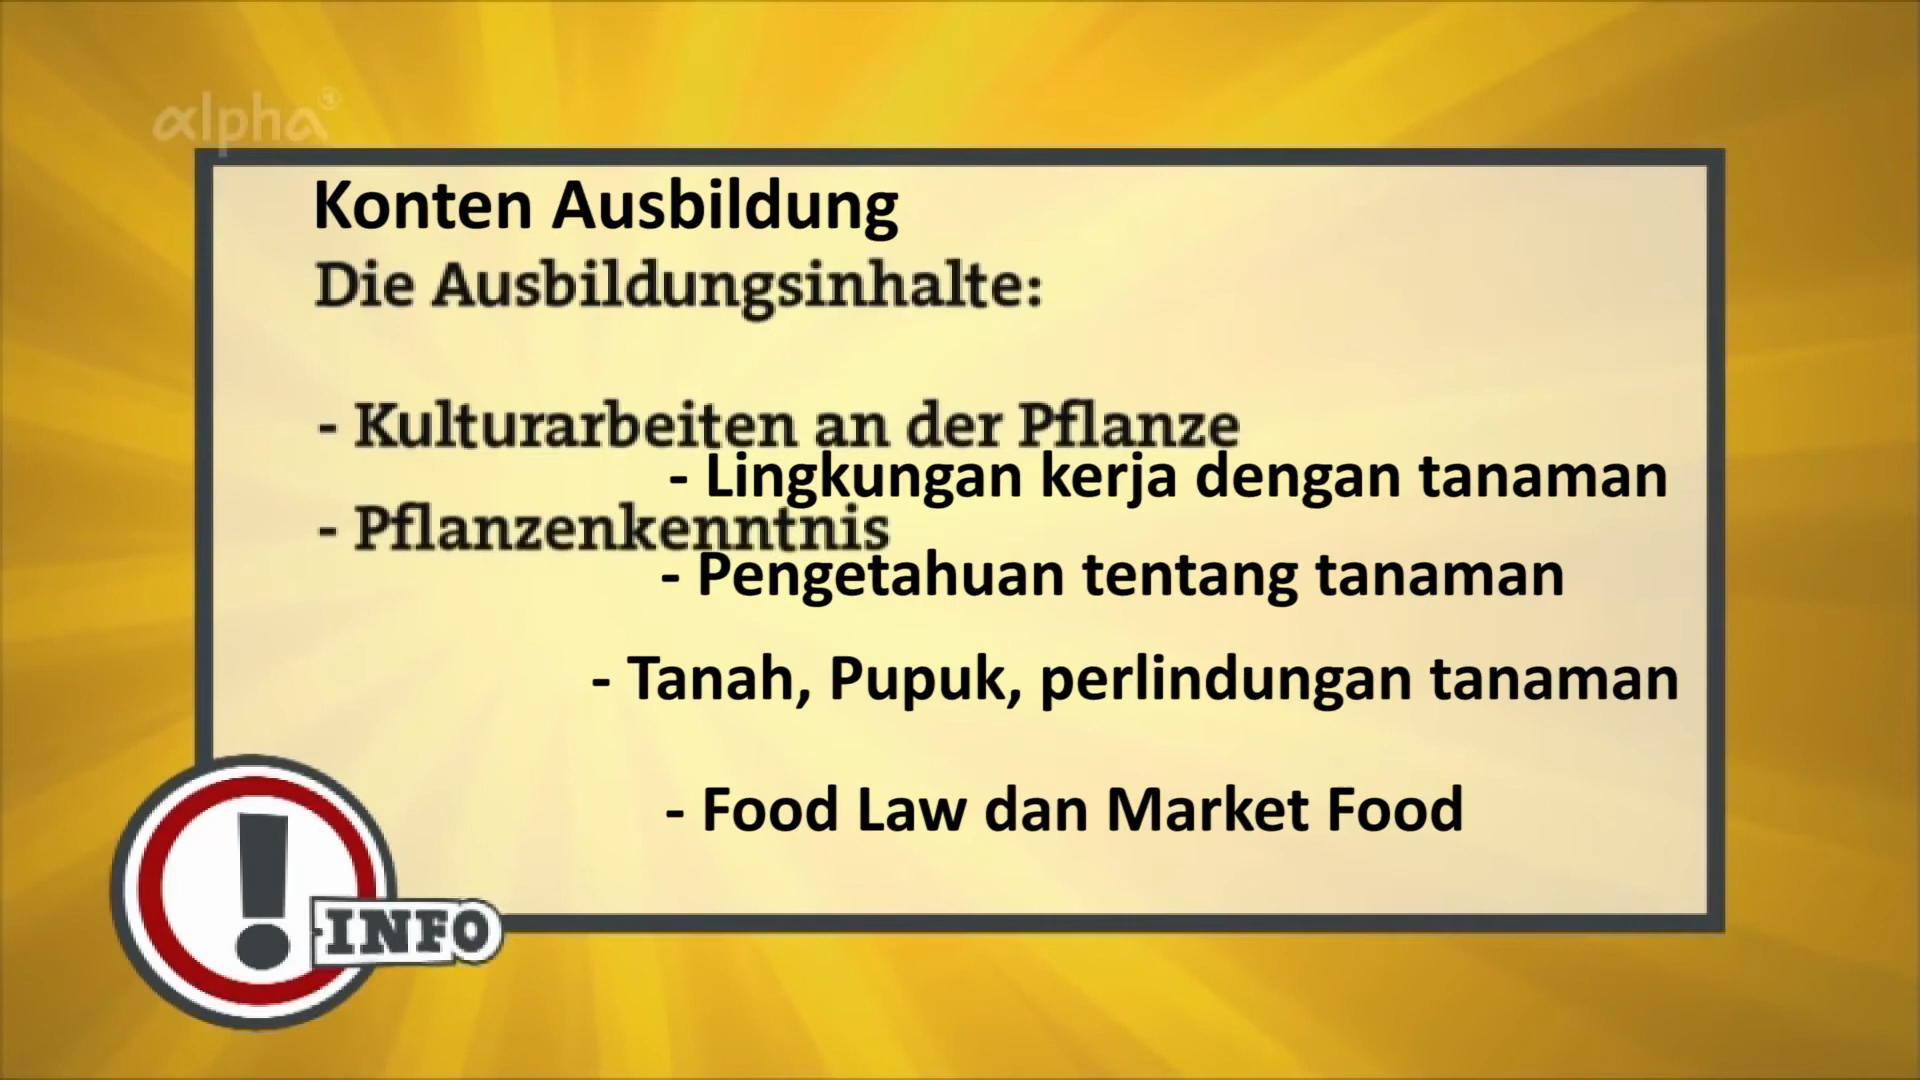 alpha
Konten Ausbildung
Die Ausbildungsinhalte:
- Kulturarbeiten an der Pflanze
- Lingkungan kerja dengan tanaman
- Pflanzenkenntnis
- Pengetahuan tentang tanaman
- Tanah, Pupuk, perlindungan tanaman
- Food Law dan Market Food
! INFO